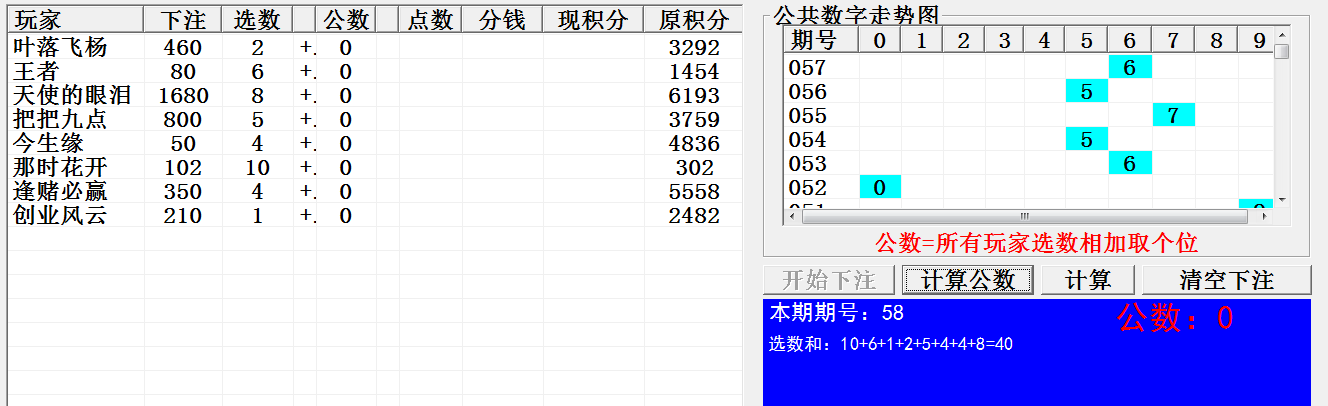 玩家 下注 选数 公数 点数 分钱 现积分 原积分
叶落飞杨 460 2 +. 0 3292
王者 80 6 +. 0 1454
天使的眼泪 1680 8 +. 0 6193
把把九点 800 5 +. 0 3759
今生缘 50 4 +. 0 4836
那时花开 102 10 +. 0 302
逢赌必赢 350 4 +. 0 5558
创业风云 210 1 +. 0 2482
公共数字走势图
期号 0 1 2 3 4 5 6 7 8 9
057 6
056 5
055 7
054 5
053 6
052 0
公数=所有玩家选数相加取个位
开始下注 计算公数 计算 清空下注
本期期号：58
公数：0
选数和：10+6+1+2+5+4+4+8=40